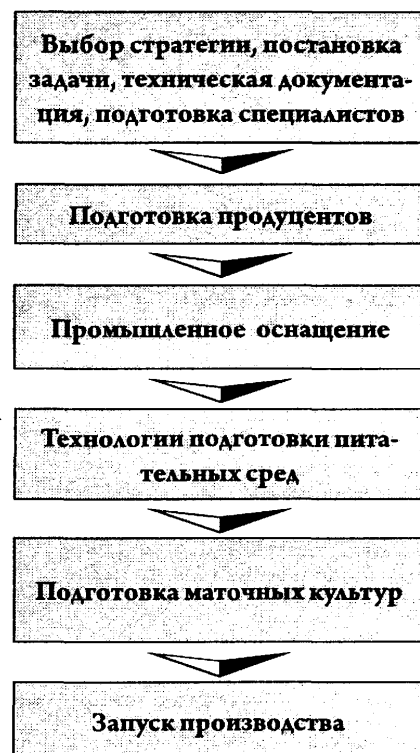 Выбор стратегии, постановка
задачи, техническая документа-
ция, подготовка специалистов
Подготовка продуцентов
Промышленное оснащение
Технологии подготовки пита-
тельных сред
Подготовка маточных культур
Запуск производства